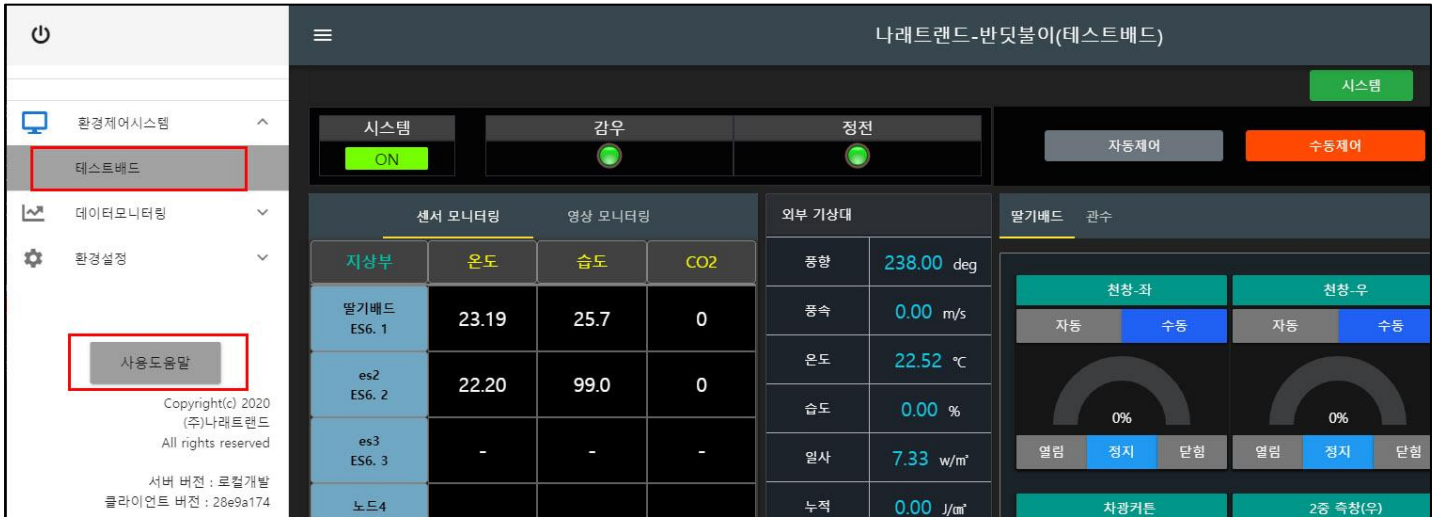 나래트랜드-반딧불이(테스트배드)
환경제어시스템
테스트배드
데이터모니터링
환경설정
사용도움말
Copyright(c) 2020
(주)나래트랜드
All rights reserved
서버 버전 : 로컬개발
클라이언트 버전 : 28e9a174
시스템
시스템 감우 정전
ON
자동제어 수동제어
센서 모니터링 영상 모니터링
지상부 온도 습도 CO2
딸기배드
ES6. 1 23.19 25.7 0
es2
ES6. 2 22.20 99.0 0
es3
ES6. 3 - - -
노드4
외부 기상대
풍향 238.00 deg
풍속 0.00 m/s
온도 22.52 ℃
습도 0.00 %
일사 7.33 w/m²
누적 0.00 J/㎠
딸기배드 관수
천창-좌 천창-우
자동 수동 자동 수동
0% 0%
열림 정지 닫힘 열림 정지 닫힘
차광커튼 2중 측창(우)